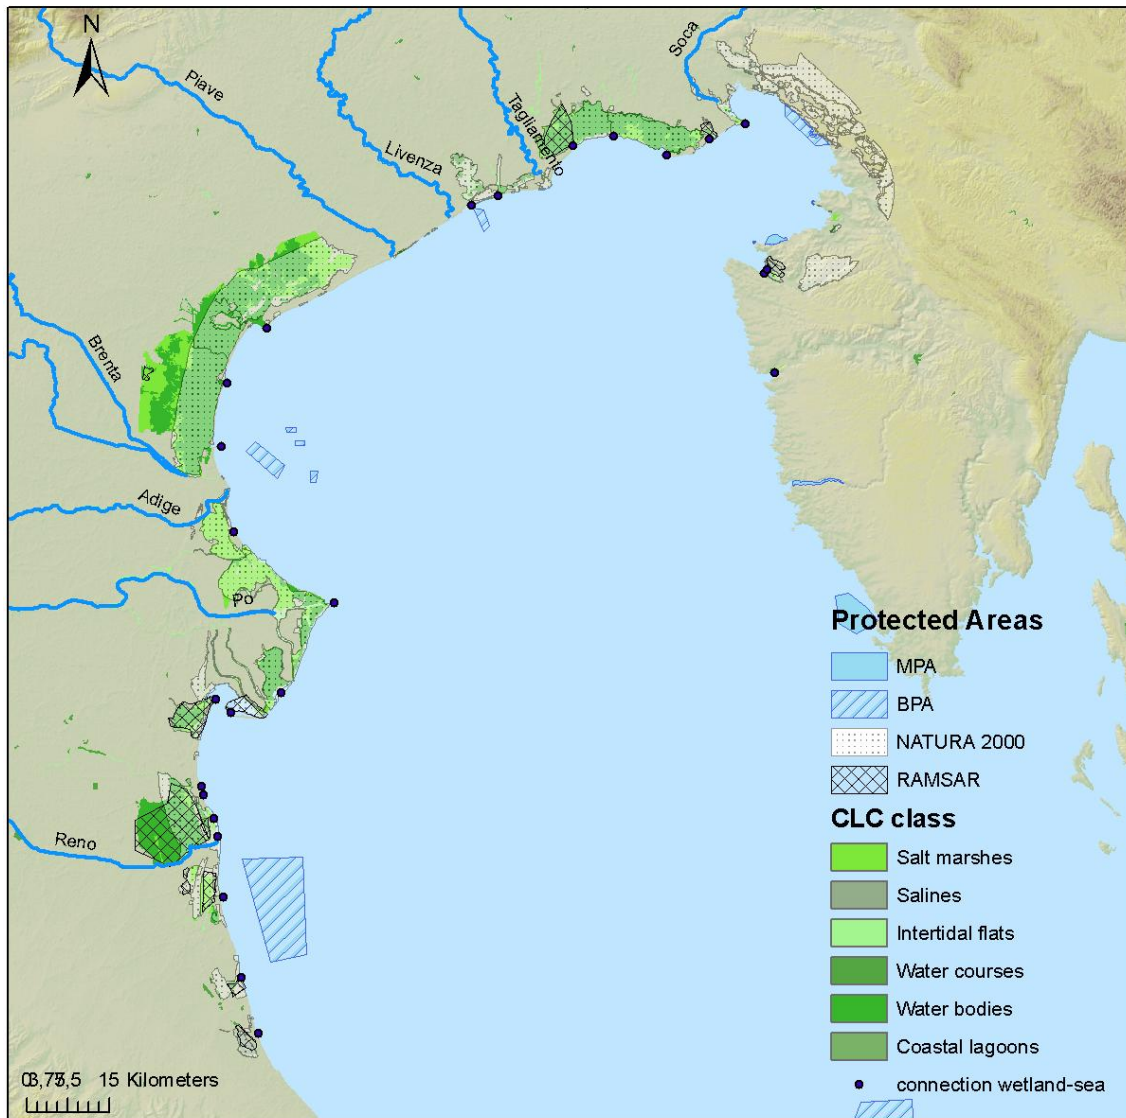 N
Piave
Livenza
Tagliamento
Soca
Brenta
Adige
Po
Reno
Protected Areas
MPA
BPA
NATURA 2000
RAMSAR
CLC class
Salt marshes
Salines
Intertidal flats
Water courses
Water bodies
Coastal lagoons
connection wetland-sea
15 Kilometers